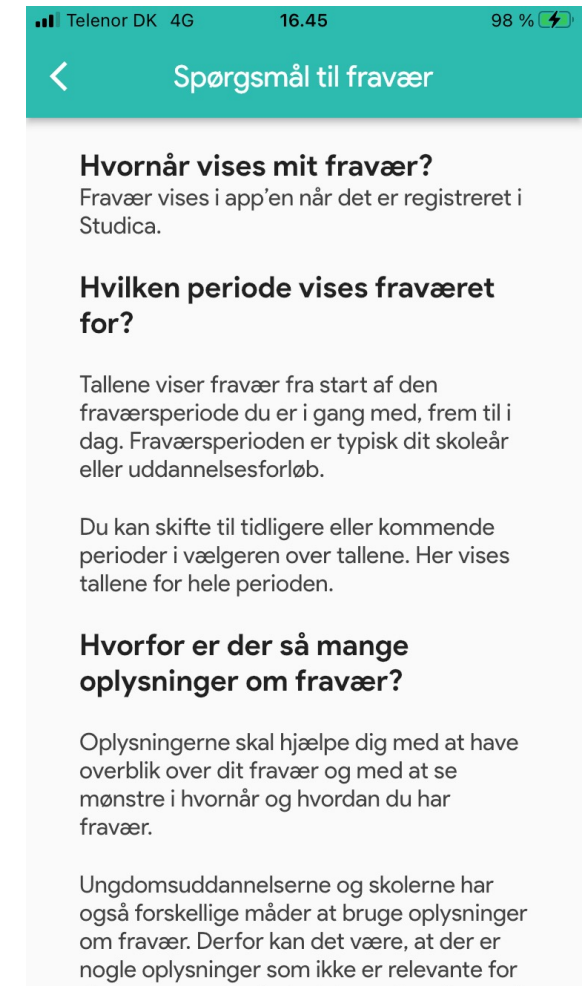 Telenor DK 4G 16.45 98 %
Spørgsmål til fravær
Hvornår vises mit fravær?
Fravær vises i app'en når det er registreret i
Studica.
Hvilken periode vises fraværet
for?
Tallene viser fravær fra start af den
fraværsperiode du er i gang med, frem til i
dag. Fraværsperioden er typisk dit skoleår
eller uddannelsesforløb.
Du kan skifte til tidligere eller kommende
perioder i vælgeren over tallene. Her vises
tallene for hele perioden.
Hvorfor er der så mange
oplysninger om fravær?
Oplysningerne skal hjælpe dig med at have
overblik over dit fravær og med at se
mønstre i hvornår og hvordan du har
fravær.
Ungdomsuddannelserne og skolerne har
også forskellige måder at bruge oplysninger
om fravær. Derfor kan det være, at der er
nogle oplysninger som ikke er relevante for